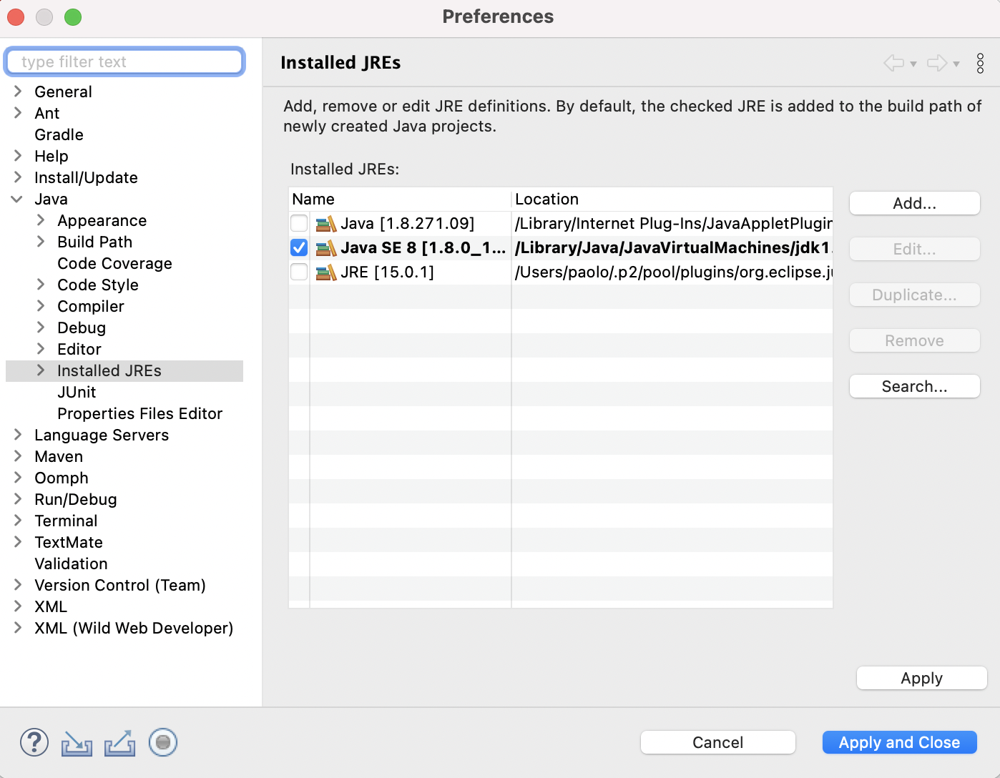 Preferences
type filter text
General
Ant
Gradle
Help
Install/Update
Java
Appearance
Build Path
Code Coverage
Code Style
Compiler
Debug
Editor
Installed JREs
JUnit
Properties Files Editor
Language Servers
Maven
Oomph
Run/Debug
Terminal
TextMate
Validation
Version Control (Team)
XML
XML (Wild Web Developer)
Installed JREs
Add, remove or edit JRE definitions. By default, the checked JRE is added to the build path of
newly created Java projects.
Installed JREs:
Name Location
Java [1.8.271.09] /Library/Internet Plug-Ins/JavaAppletPlugin
Java SE 8 [1.8.0_1... /Library/Java/JavaVirtualMachines/jdk1.
JRE [15.0.1] /Users/paolo/.p2/pool/plugins/org.eclipse.ju
Add...
Edit...
Duplicate...
Remove
Search...
Apply
?
Cancel
Apply and Close